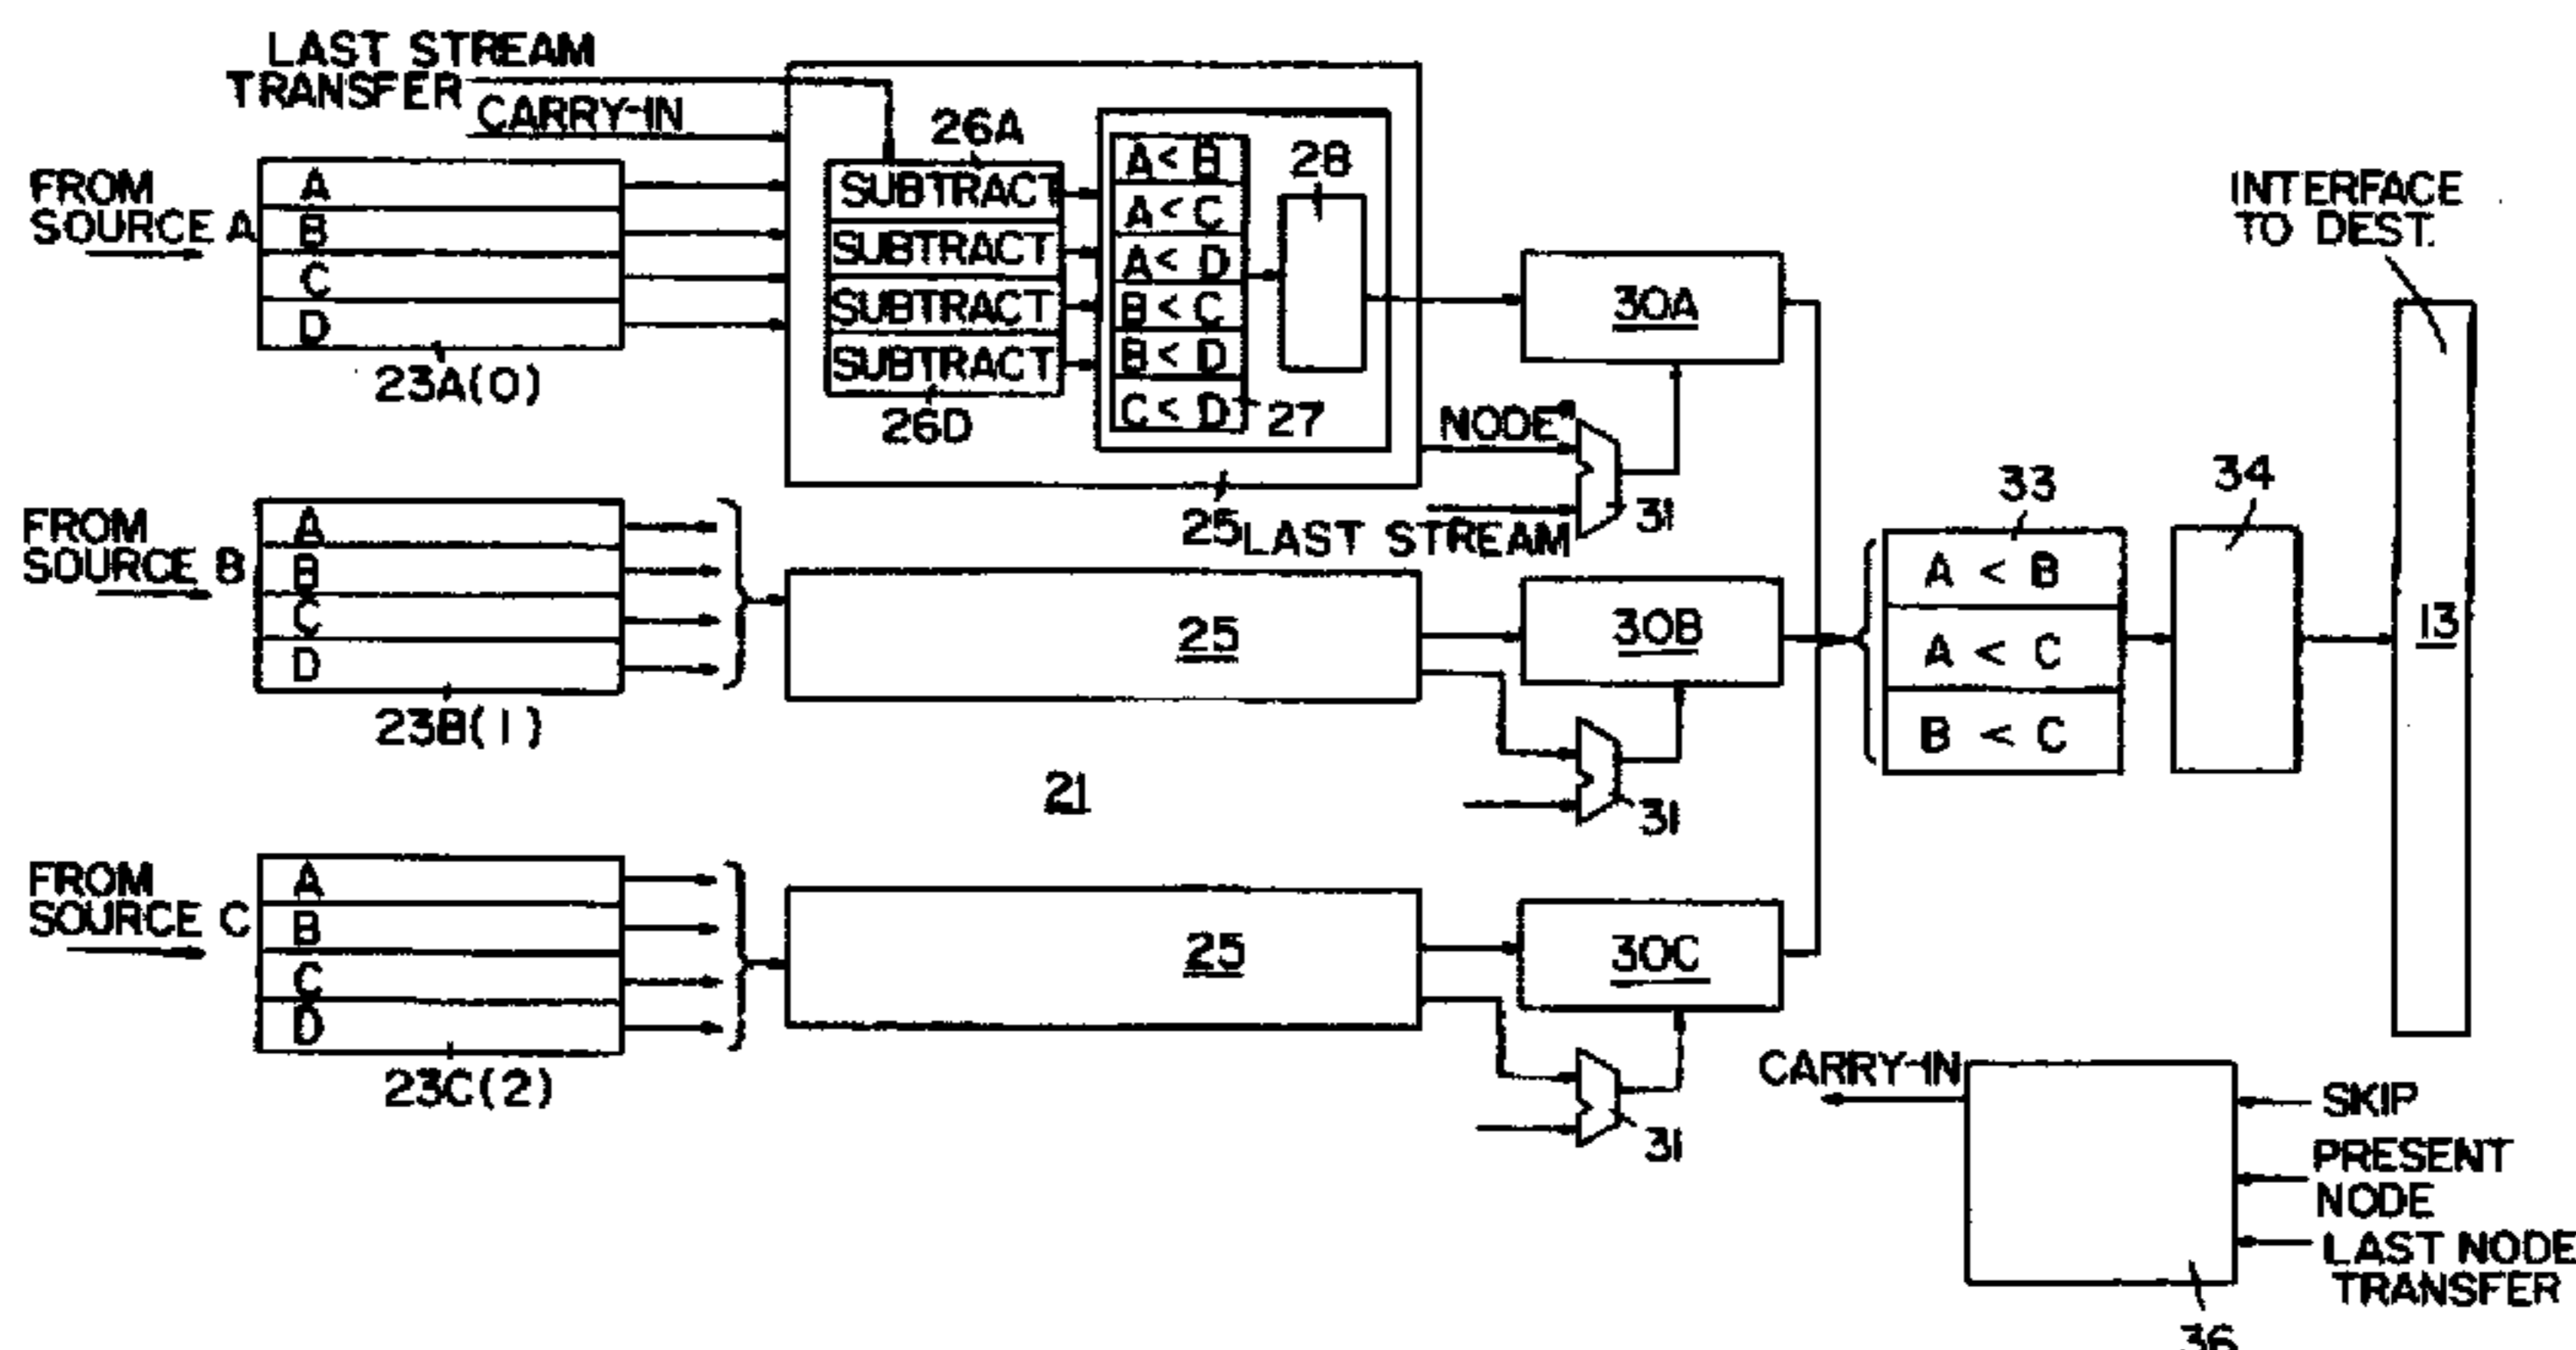 LAST STREAM
TRANSFER
CARRY-IN
26A
28
FROM
SOURCE A
A
B
C
D
23A(0)
SUBTRACT
SUBTRACT
SUBTRACT
SUBTRACT
26D
A < B
A < C
A < D
B < C
B < D
C < D
27
25
30A
NODE
LAST STREAM
31
INTERFACE
TO DEST.
FROM
SOURCE B
A
B
C
D
23B(1)
25
30B
31
33
A < B
A < C
B < C
34
13
21
FROM
SOURCE C
A
B
C
D
23C(2)
25
30C
31
CARRY-IN
SKIP
PRESENT
NODE
LAST NODE
TRANSFER
36